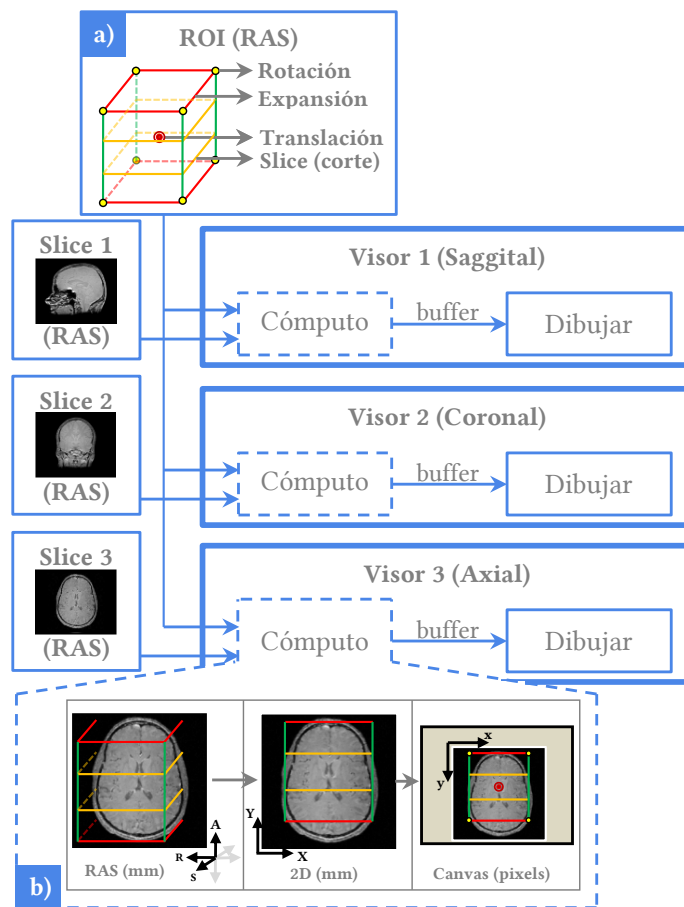 a)
ROI (RAS)
Rotación
Expansión
Translación
Slice (corte)
Slice 1
(RAS)
Visor 1 (Saggital)
Cómputo
buffer
Dibujar
Slice 2
(RAS)
Visor 2 (Coronal)
Cómputo
buffer
Dibujar
Slice 3
(RAS)
Visor 3 (Axial)
Cómputo
buffer
Dibujar
A
R
S
RAS (mm)
Y
X
2D (mm)
x
y
Canvas (pixels)
b)